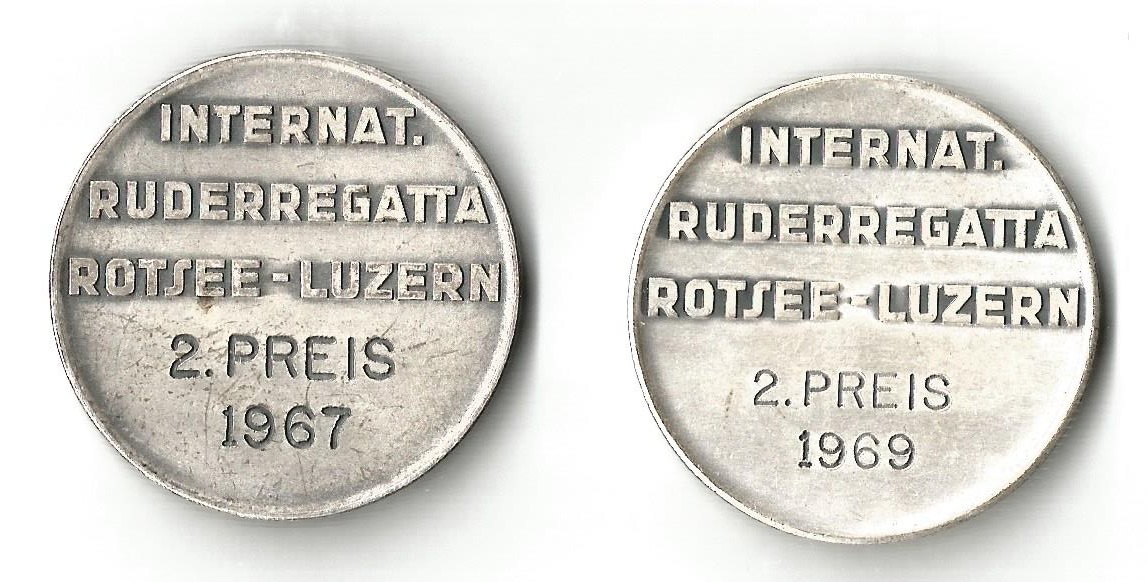 INTERNAT.
RUDERREGATTA
ROTSEE-LUZERN
2. PREIS
1967
INTERNAT.
RUDERREGATTA
ROTSEE-LUZERN
2. PREIS
1969